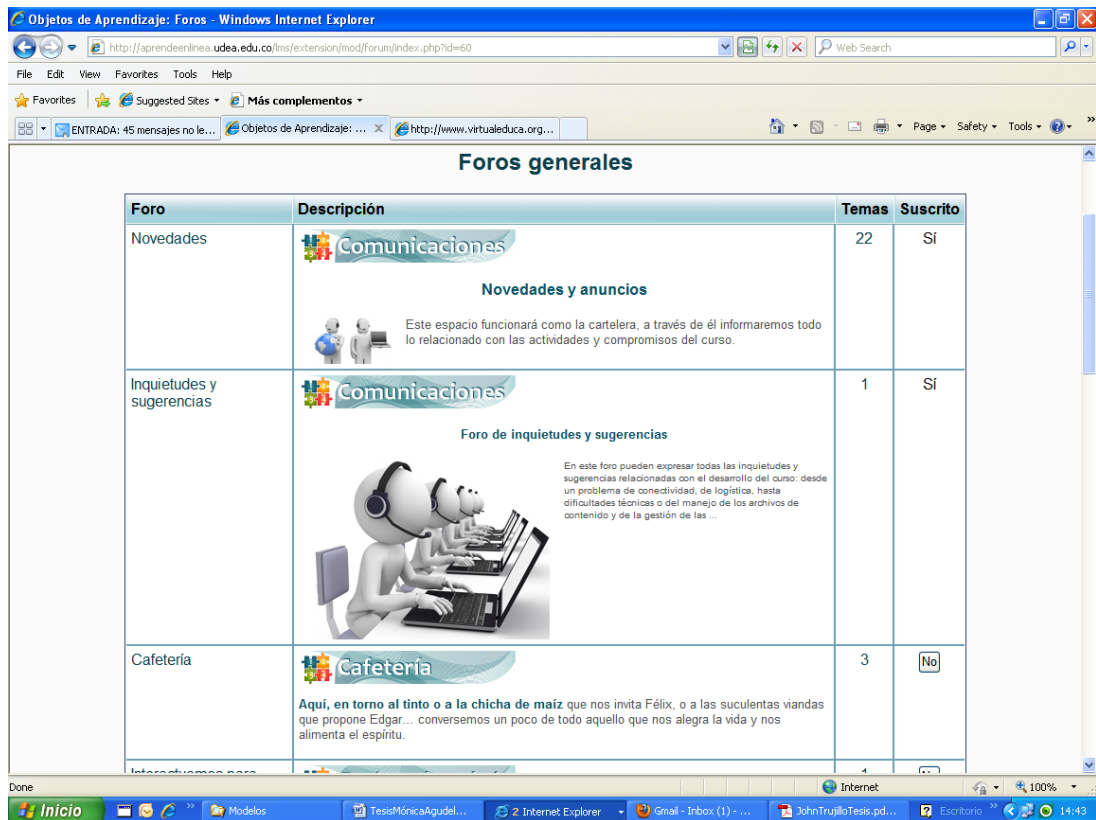 Objetos de Aprendizaje: Foros - Windows Internet Explorer
http://aprendeenlinea.udea.edu.co/lms/extension/mod/forum/index.php?id=60
Web Search
File Edit View Favorites Tools Help
Favorites Suggested Sites Más complementos
ENTRADA: 45 mensajes no le... Objetos de Aprendizaje: ... X http://www.virtualeduca.org... Page Safety Tools
Foros generales
Foro Descripción Temas Suscrito
Novedades Comunicaciones 22 Sí
Novedades y anuncios
Este espacio funcionará como la cartelera, a través de él informaremos todo
lo relacionado con las actividades y compromisos del curso.
Inquietudes y
sugerencias
Comunicaciones 1 Sí
Foro de inquietudes y sugerencias
En este foro pueden expresar todas las inquietudes y
sugerencias relacionadas con el desarrollo del curso: desde
un problema de conectividad, de logística, hasta
dificultades técnicas o del manejo de los archivos de
contenido y de la gestión de las ...
Cafetería Cafetería 3 No
Aquí, en torno al tinto o a la chicha de maíz que nos invita Félix, o a las suculentas viandas
que propone Edgar... conversemos un poco de todo aquello que nos alegra la vida y nos
alimenta el espíritu.
Interactuemos para
Done Internet 100%
Inicio Modelos TesisMónicaAgudel... 2 Internet Explorer Gmail - Inbox (1) - ... JohnTrujilloTesis.pd... Escritorio 14:43